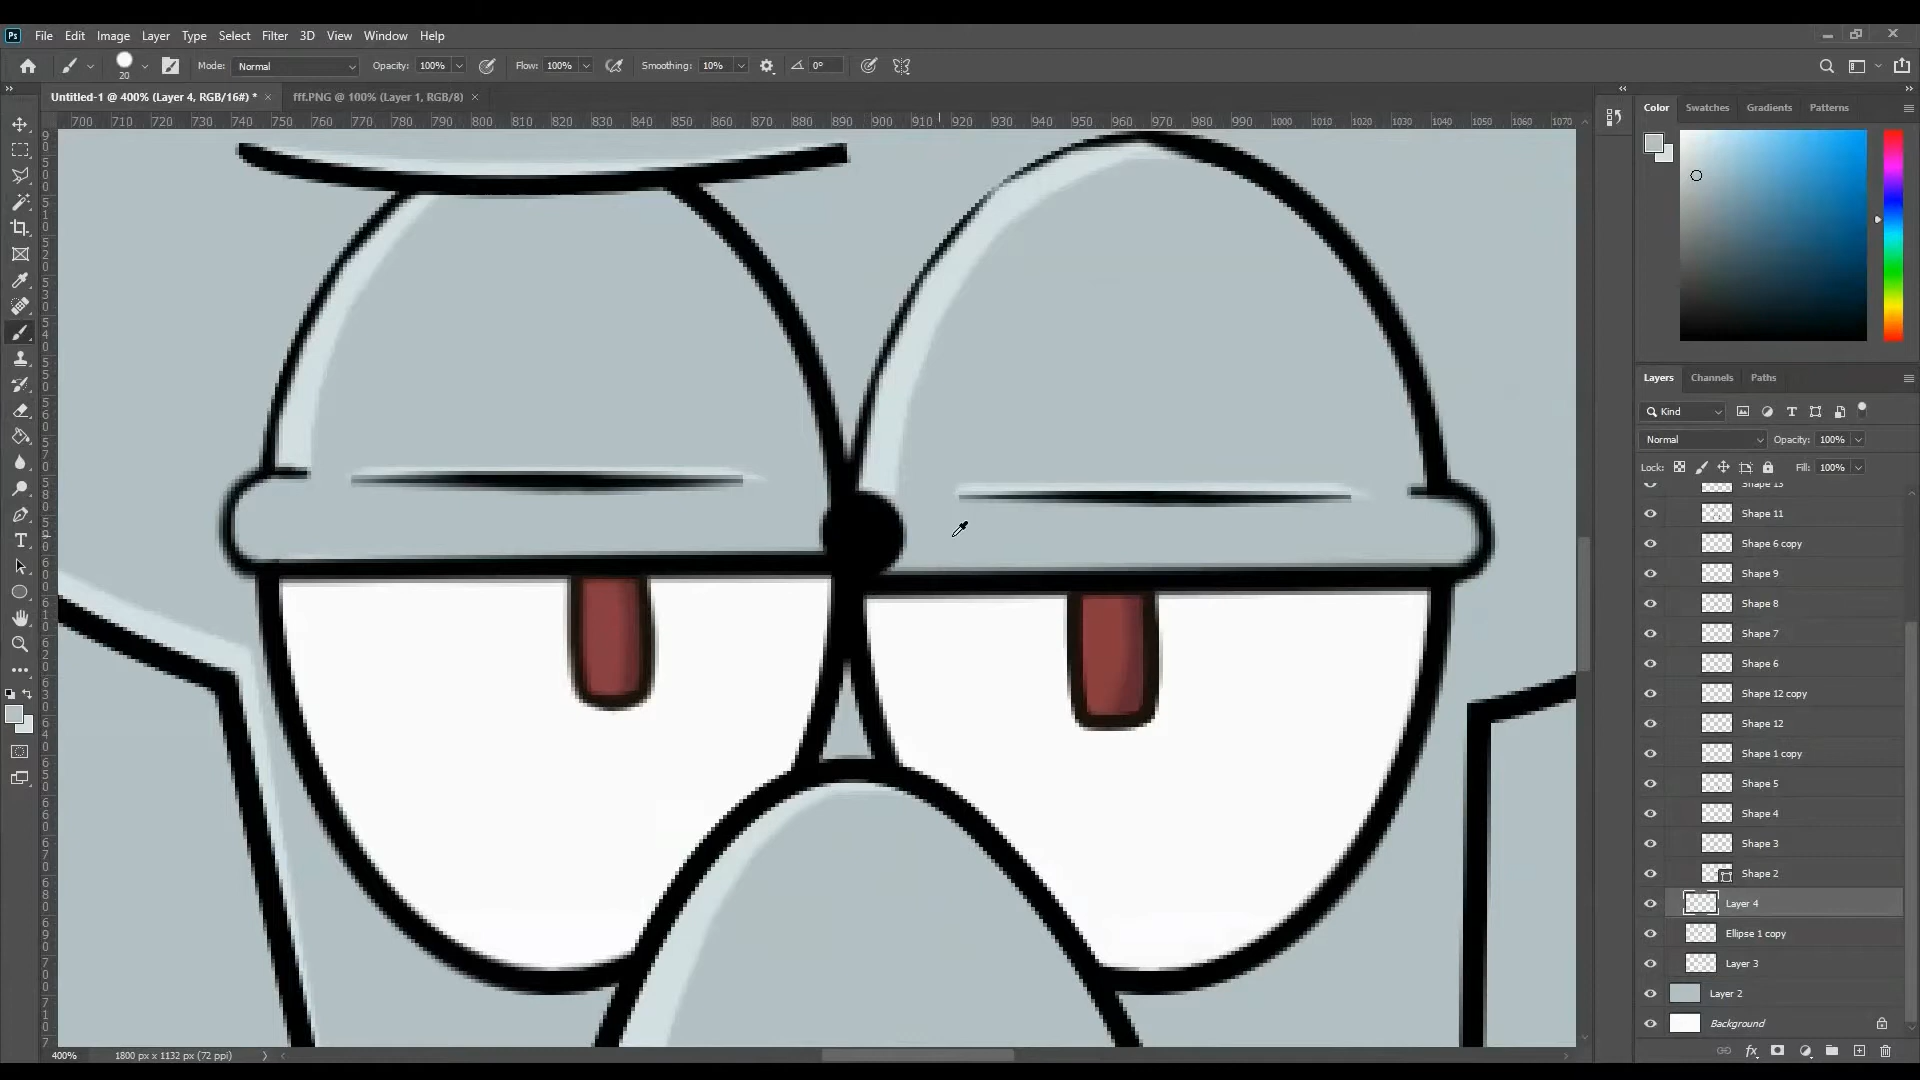 Ps File Edit Image Layer Type Select Filter 3D View Window Help
20 Mode: Normal Opacity: 100% Flow: 100% Smoothing: 10% 0°
Untitled-1 @ 400% (Layer 4, RGB/16#) * × fff.PNG @ 100% (Layer 1, RGB/8) ×
700 710 720 730 740 750 760 770 780 790 800 810 820 830 840 850 860 870 880 890 900 910 920 930 940 950 960 970 980 990 1000 1010 1020 1030 1040 1050 1060 1070
Color Swatches Gradients Patterns
Layers Channels Paths
Kind
Normal Opacity: 100%
Lock: Fill: 100%
Shape 13
Shape 11
Shape 6 copy
Shape 9
Shape 8
Shape 7
Shape 6
Shape 12 copy
Shape 12
Shape 1 copy
Shape 5
Shape 4
Shape 3
Shape 2
Layer 4
Ellipse 1 copy
Layer 3
Layer 2
Background
400% 1800 px x 1132 px (72 ppi)